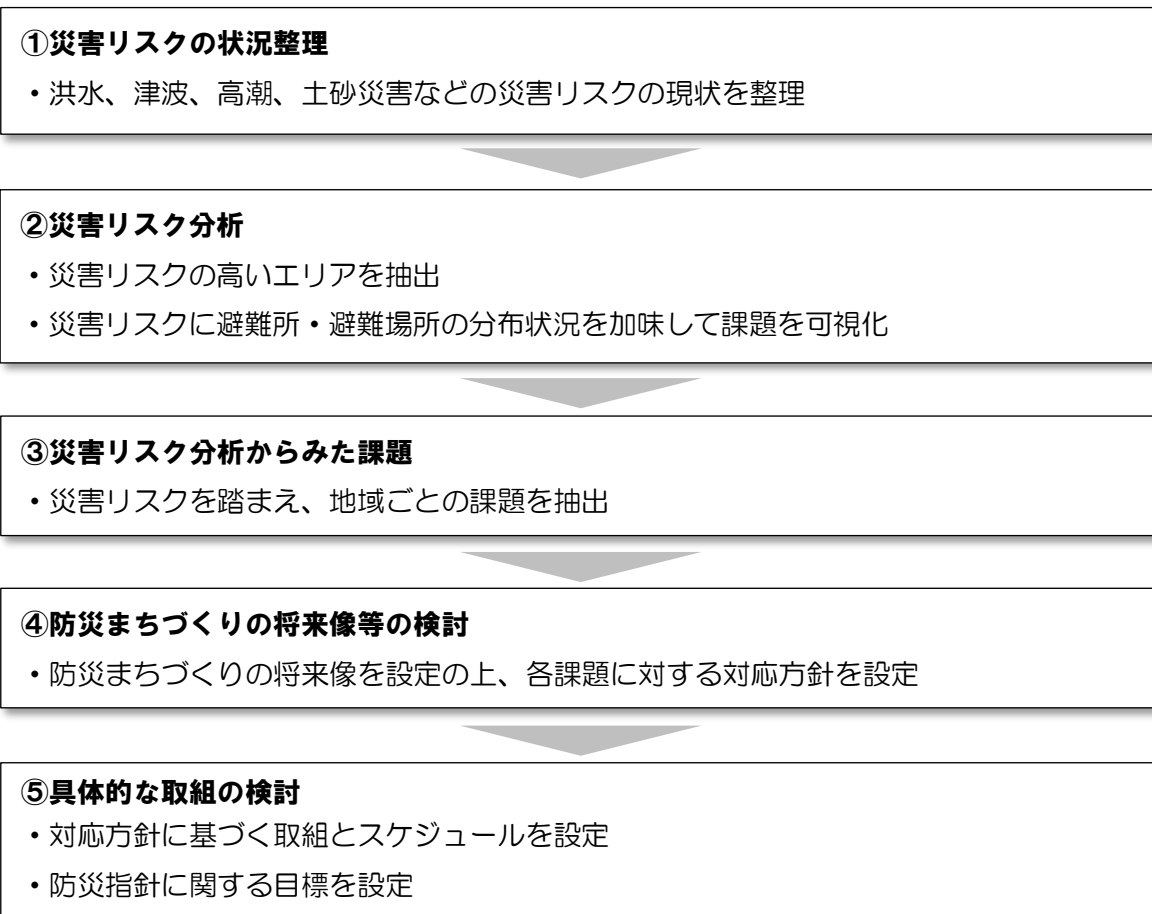 ①災害リスクの状況整理
・洪水、津波、高潮、土砂災害などの災害リスクの現状を整理
②災害リスク分析
・災害リスクの高いエリアを抽出
・災害リスクに避難所・避難場所の分布状況を加味して課題を可視化
③災害リスク分析からみた課題
・災害リスクを踏まえ、地域ごとの課題を抽出
④防災まちづくりの将来像等の検討
・防災まちづくりの将来像を設定の上、各課題に対する対応方針を設定
⑤具体的な取組の検討
・対応方針に基づく取組とスケジュールを設定
・防災指針に関する目標を設定